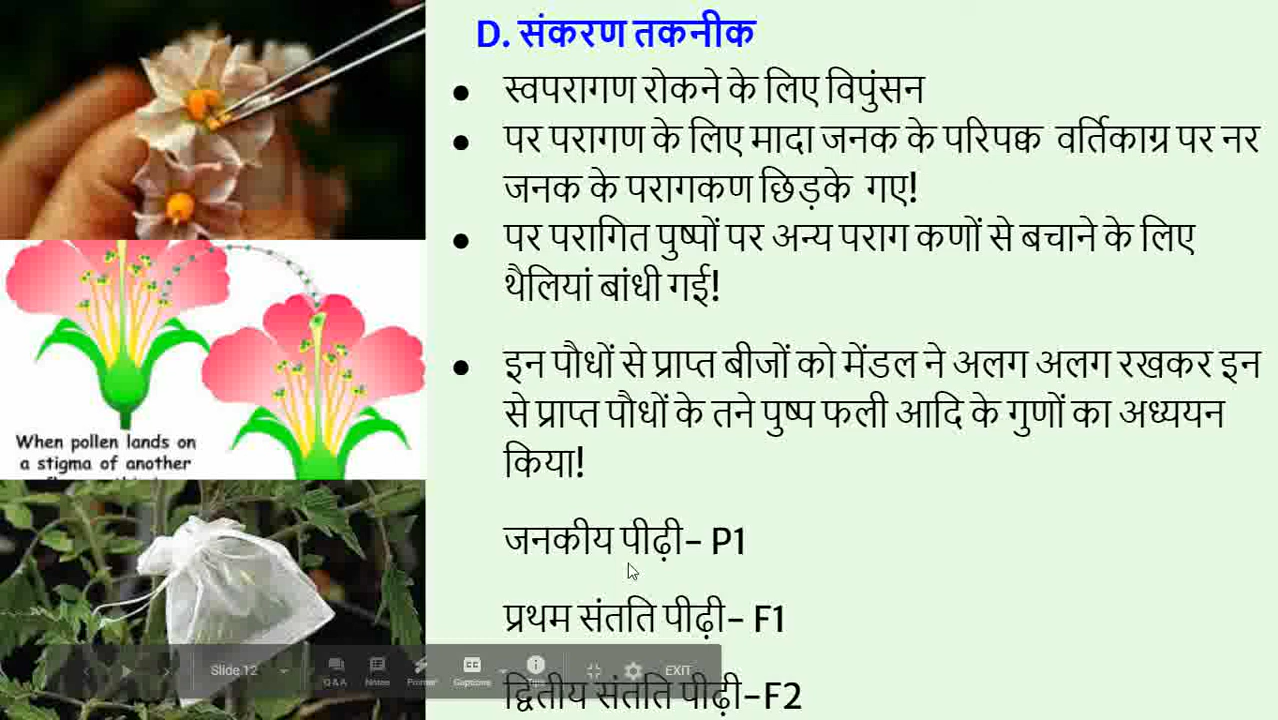 D. संकरण तकनीक
● स्वपरागण रोकने के लिए विपुंसन
● पर परागण के लिए मादा जनक के परिपक्व वर्तिकाग्र पर नर
जनक के परागकण छिड़के गए!
● पर परागित पुष्पों पर अन्य पराग कणों से बचाने के लिए
थैलियां बांधी गई!
● इन पौधों से प्राप्त बीजों को मेंडल ने अलग अलग रखकर इन
से प्राप्त पौधों के तने पुष्प फली आदि के गुणों का अध्ययन
किया!
जनकीय पीढ़ी- P1
प्रथम संतति पीढ़ी- F1
द्वितीय संतति पीढ़ी-F2
When pollen lands on
a stigma of another
Slide 12
Q&A Notes Pointer Captions Tips EXIT